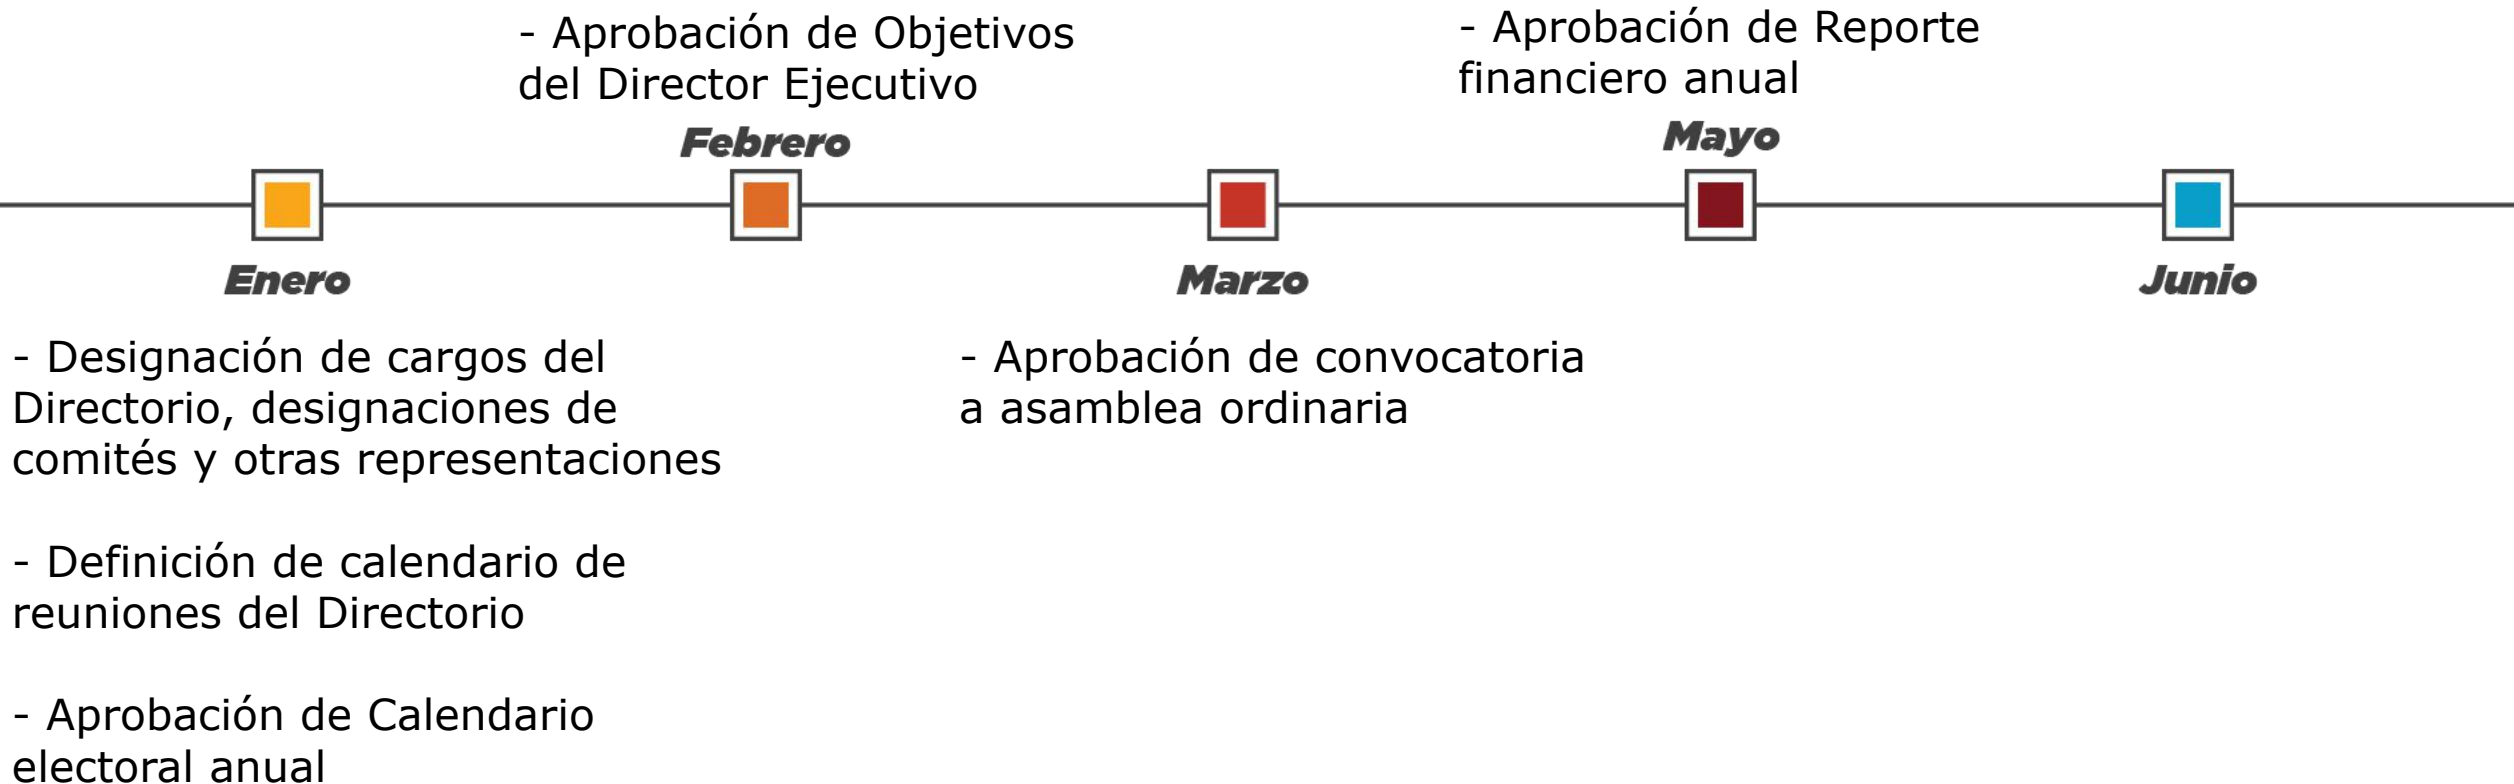 - Aprobación de Objetivos
del Director Ejecutivo
- Aprobación de Reporte
financiero anual
Febrero
Mayo
Enero
Marzo
Junio
- Designación de cargos del
Directorio, designaciones de
comités y otras representaciones
- Definición de calendario de
reuniones del Directorio
- Aprobación de Calendario
electoral anual
- Aprobación de convocatoria
a asamblea ordinaria